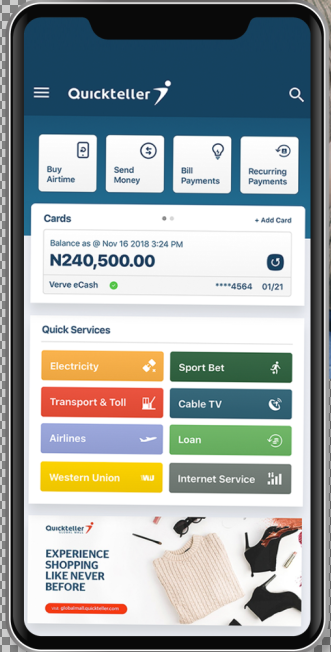 Quickteller
Buy
Airtime
Send
Money
Bill
Payments
Recurring
Payments
Cards
+ Add Card
Balance as @ Nov 16 2018 3:24 PM
N240,500.00
Verve eCash
****4564 01/21
Quick Services
Electricity
Sport Bet
Transport & Toll
Cable TV
Airlines
Loan
Western Union
WU
Internet Service
Quickteller
GLOBAL MALL
EXPERIENCE
SHOPPING
LIKE NEVER
BEFORE
globalmall.quickteller.com